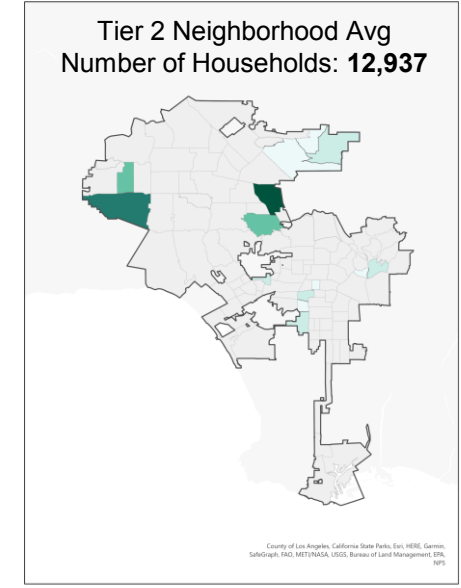 Tier 2 Neighborhood Avg
Number of Households: 12,937
County of Los Angeles, California State Parks, Esri, HERE, Garmin,
SafeGraph, FAO, METI/NASA, USGS, Bureau of Land Management, EPA,
NPS